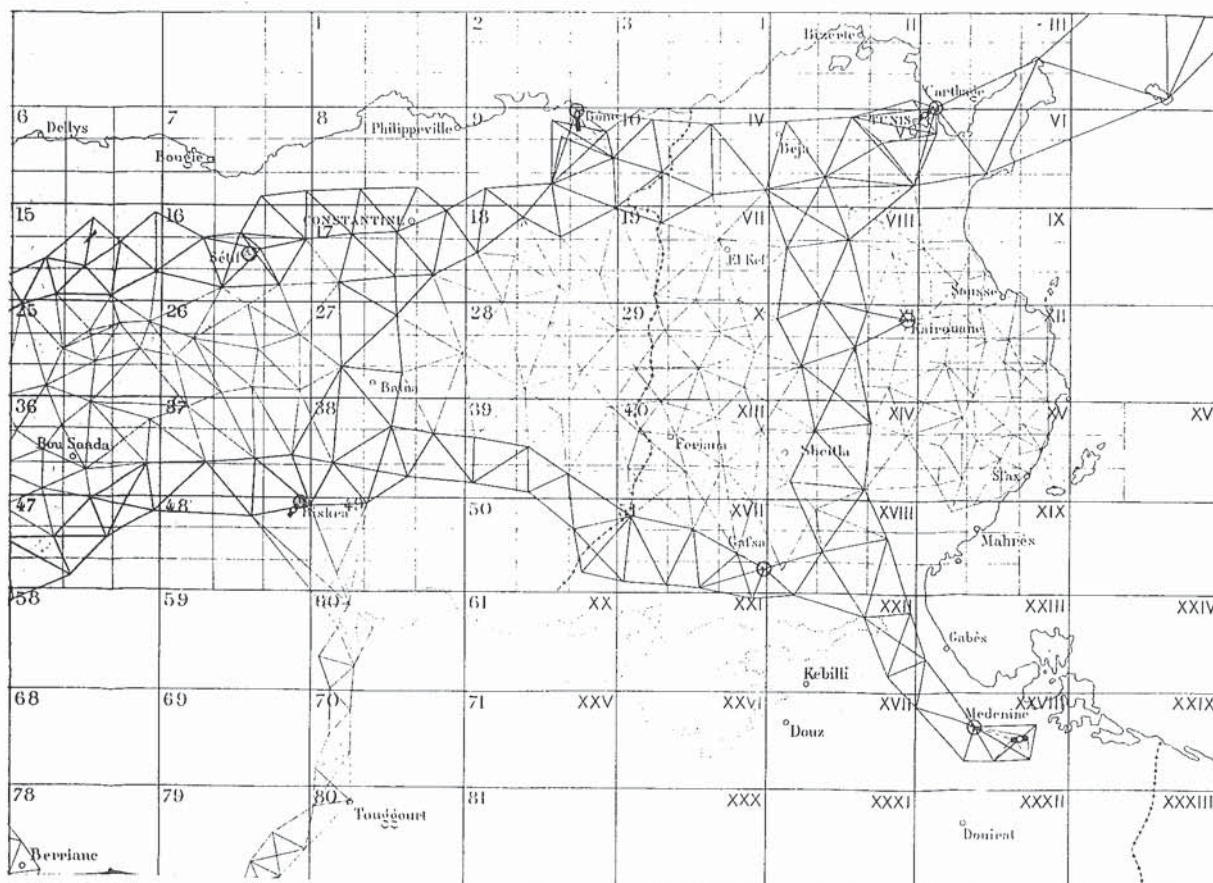 1 2 3 I II III
Bizerte
Carthage
6 7 8 9 10 IV TUNIS V VI
Dellys Philippeville Bône
Bougie Beja
15 16 17 18 19 VII VIII IX
CONSTANTINE
Sétif El Kef
Sousse
25 26 27 28 29 X XI XII
Kairouane
Batna
36 37 38 39 40 XIII XIV XV XV
Bou Saada Feriana Sbeitla
Sfax
47 48 49 50 XVII XVIII XIX
Biskra Mahrès
Gafsa
58 59 60 61 XX XXI XXII XXIII XXIV
Gabès
Kebilli
68 69 70 71 XXV XXVI XVII XXVIII XXIX
Medenine
Douz
78 79 80 81 XXX XXXI XXXII XXXIII
Touggourt
Douirat
Berriane